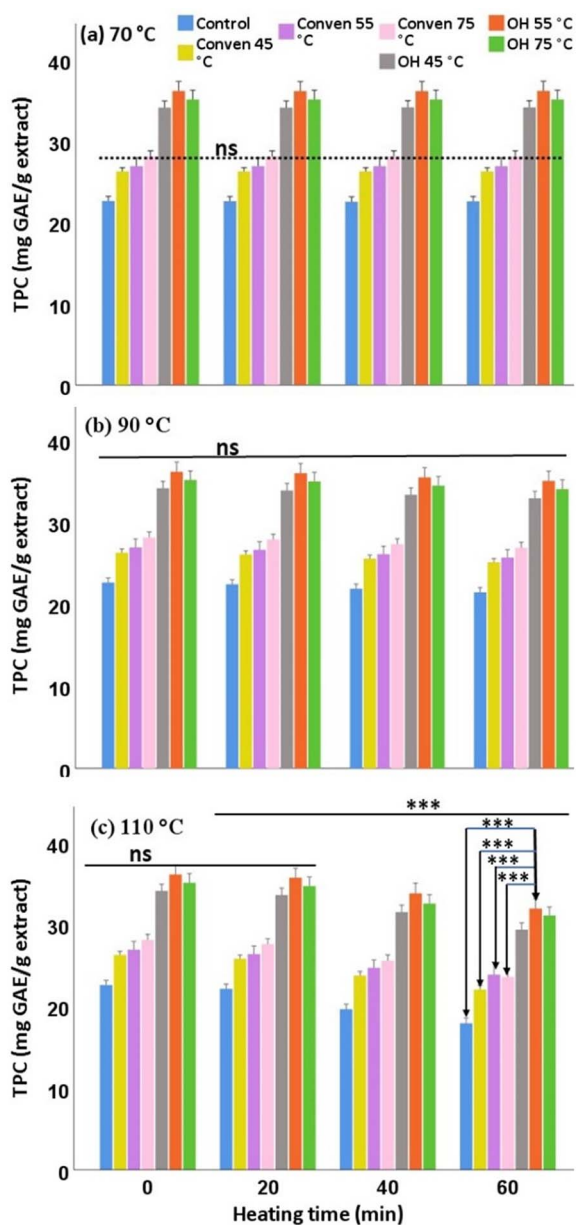 (a) 70 °C
Control
Conven 45 °C
Conven 55 °C
Conven 75 °C
OH 45 °C
OH 55 °C
OH 75 °C
TPC (mg GAE/g extract)
40
30
20
10
0
ns
(b) 90 °C
ns
TPC (mg GAE/g extract)
40
30
20
10
0
(c) 110 °C
ns
***
***
***
***
***
TPC (mg GAE/g extract)
40
30
20
10
0
0 20 40 60
Heating time (min)